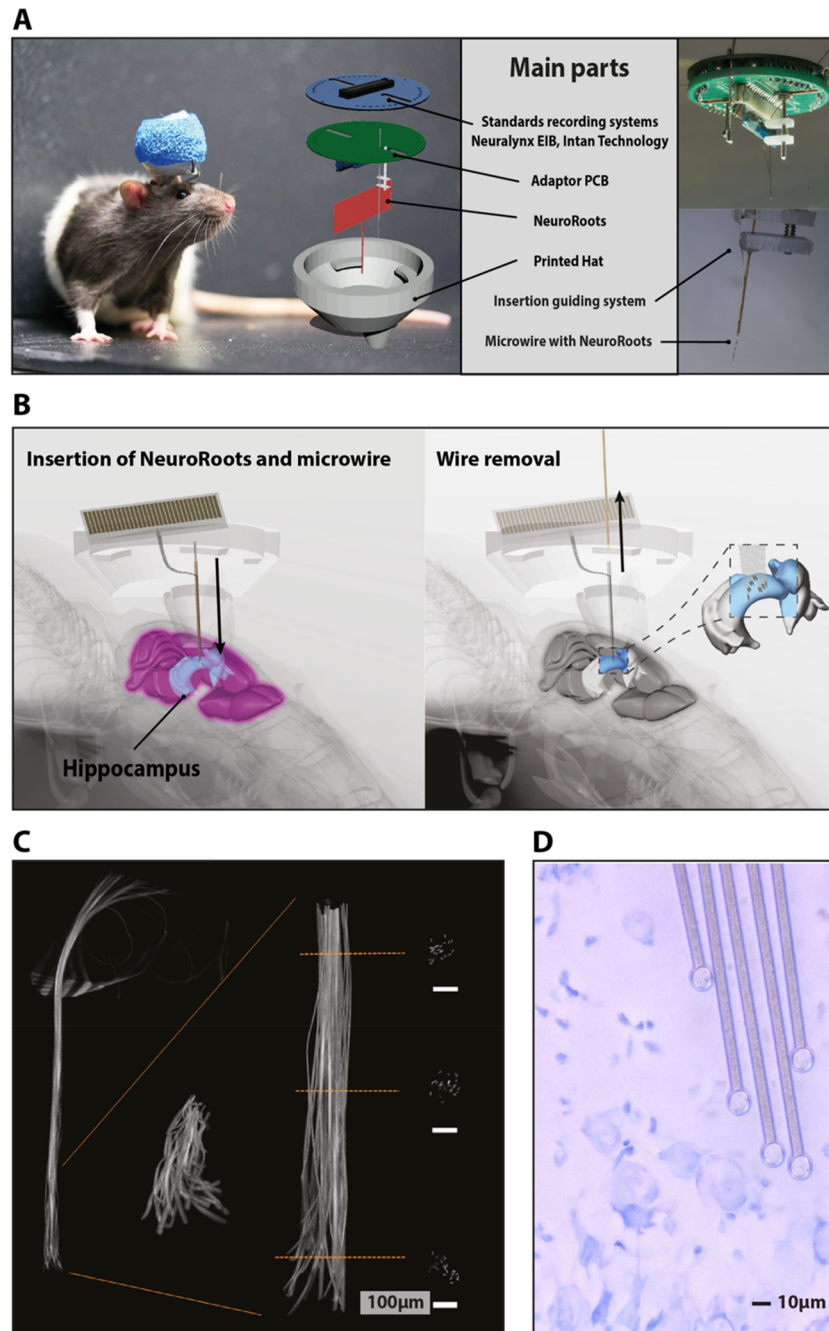 A
Main parts
Standards recording systems
Neuralynx EIB, Intan Technology
Adaptor PCB
NeuroRoots
Printed Hat
Insertion guiding system
Microwire with NeuroRoots
B
Insertion of NeuroRoots and microwire
Wire removal
Hippocampus
C
D
100μm
10μm